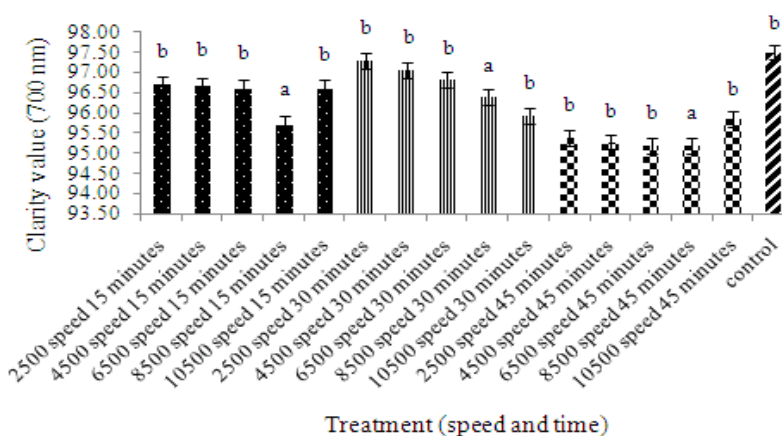 98.00
97.50
97.00
96.50
96.00
95.50
95.00
94.50
94.00
93.50
Clarity value (700 nm)
b
b
b
a
b
b
b
b
a
b
b
b
b
a
b
b
2500 speed 15 minutes
4500 speed 15 minutes
6500 speed 15 minutes
8500 speed 15 minutes
10500 speed 15 minutes
2500 speed 30 minutes
4500 speed 30 minutes
6500 speed 30 minutes
8500 speed 30 minutes
10500 speed 30 minutes
2500 speed 45 minutes
4500 speed 45 minutes
6500 speed 45 minutes
8500 speed 45 minutes
10500 speed 45 minutes
control
Treatment (speed and time)